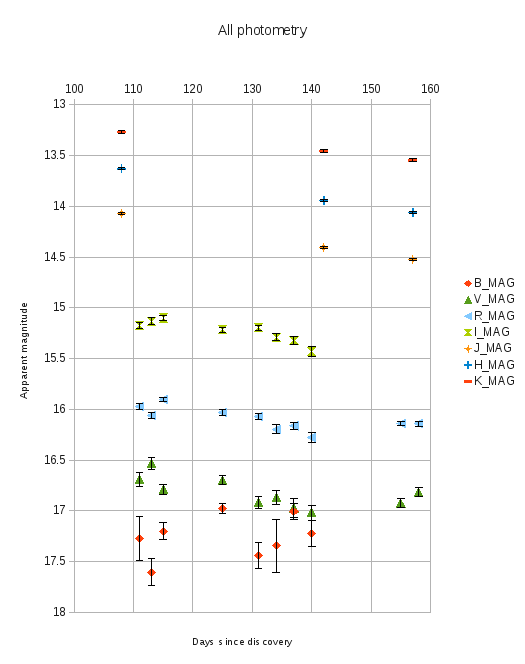 All photometry
100 110 120 130 140 150 160
13
13.5
14
14.5
15
15.5
16
16.5
17
17.5
18
Apparent magnitude
Days since discovery
B_MAG
V_MAG
R_MAG
I_MAG
J_MAG
H_MAG
K_MAG